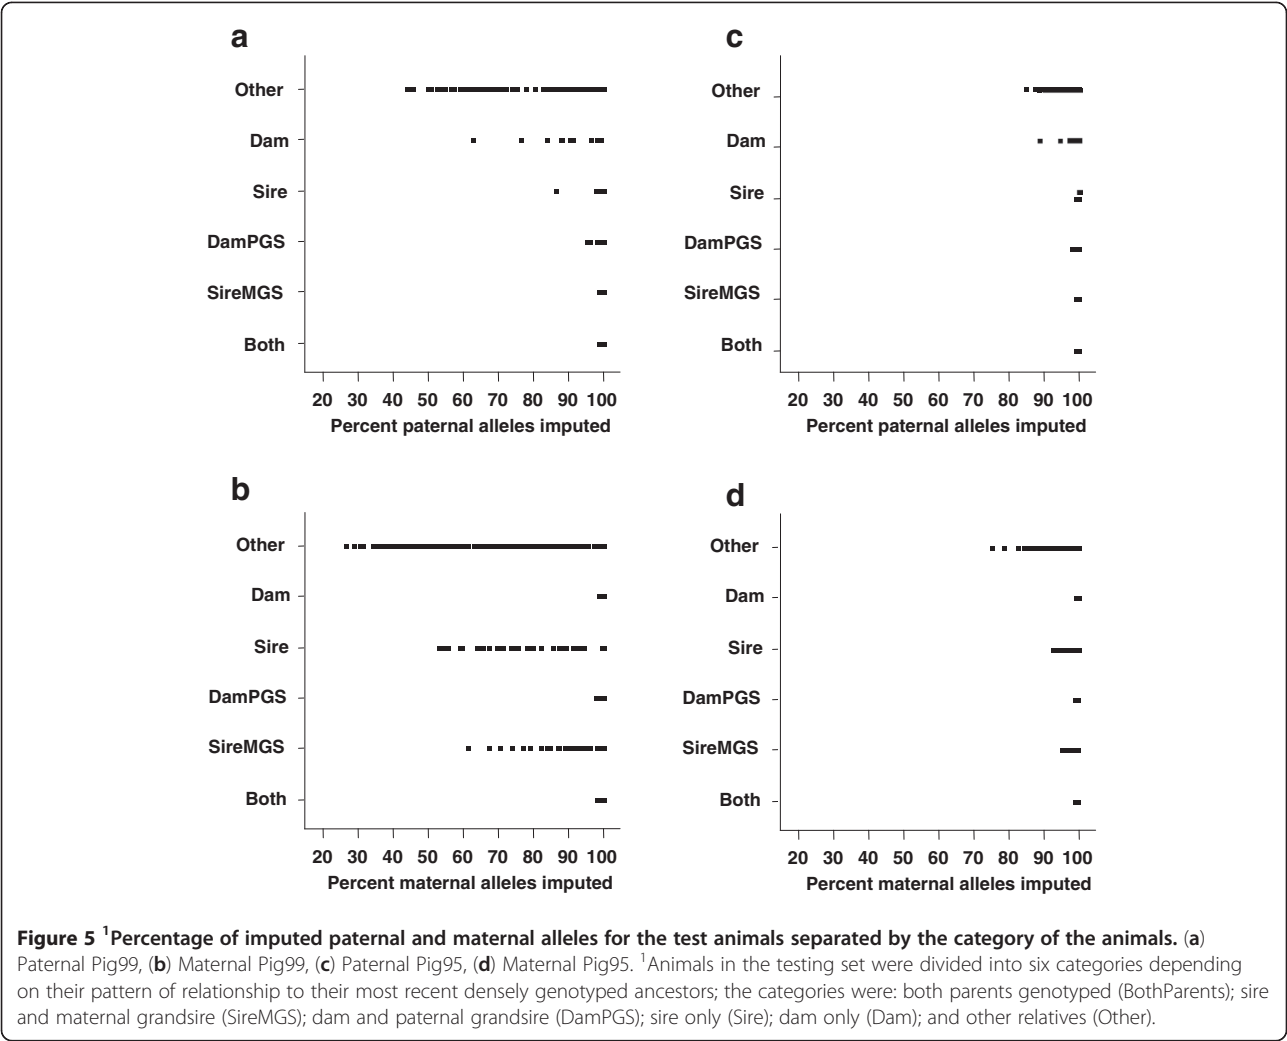 a
Other
Dam
Sire
DamPGS
SireMGS
Both
20 30 40 50 60 70 80 90 100
Percent paternal alleles imputed
c
Other
Dam
Sire
DamPGS
SireMGS
Both
20 30 40 50 60 70 80 90 100
Percent paternal alleles imputed
b
Other
Dam
Sire
DamPGS
SireMGS
Both
20 30 40 50 60 70 80 90 100
Percent maternal alleles imputed
d
Other
Dam
Sire
DamPGS
SireMGS
Both
20 30 40 50 60 70 80 90 100
Percent maternal alleles imputed
Figure 5 ¹Percentage of imputed paternal and maternal alleles for the test animals separated by the category of the animals. (a)
Paternal Pig99, (b) Maternal Pig99, (c) Paternal Pig95, (d) Maternal Pig95. ¹Animals in the testing set were divided into six categories depending
on their pattern of relationship to their most recent densely genotyped ancestors; the categories were: both parents genotyped (BothParents); sire
and maternal grandsire (SireMGS); dam and paternal grandsire (DamPGS); sire only (Sire); dam only (Dam); and other relatives (Other).